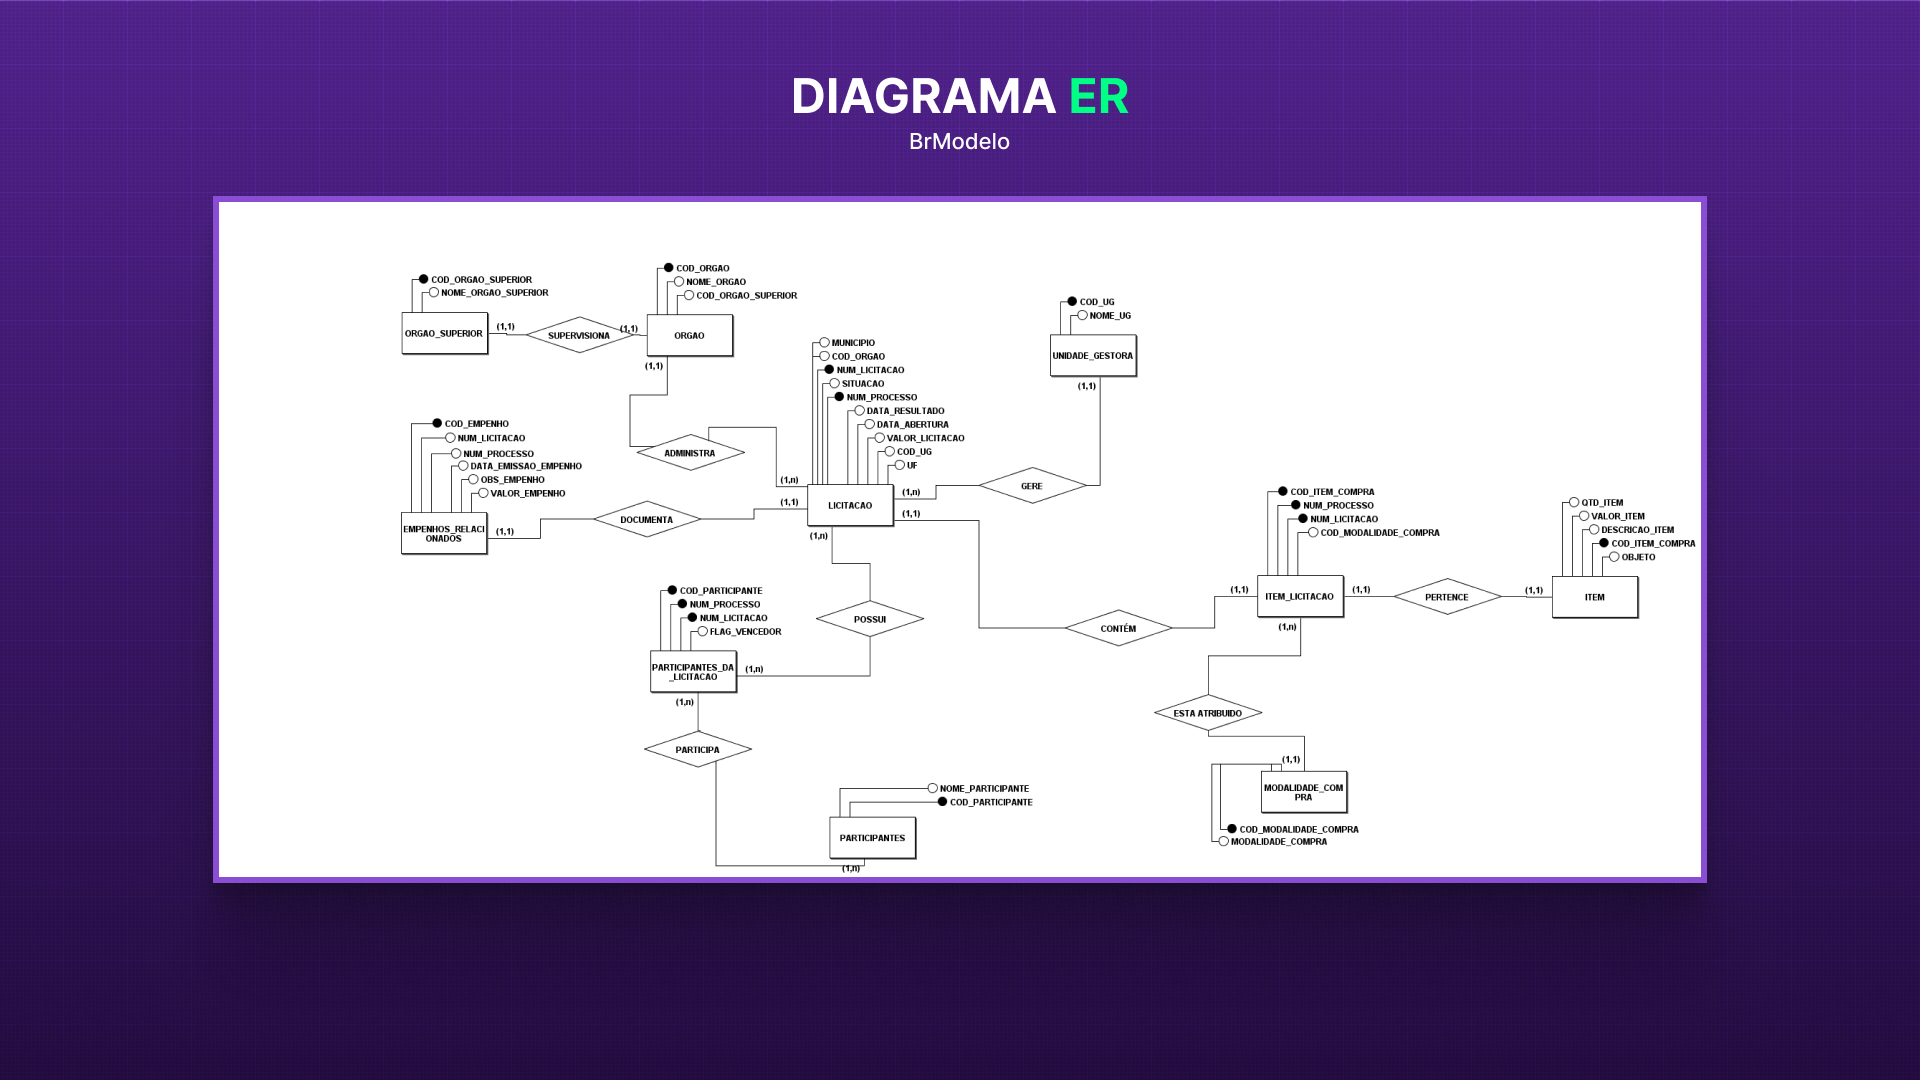 DIAGRAMA ER
BrModelo
COD_ORGAO_SUPERIOR
NOME_ORGAO_SUPERIOR
ORGAO_SUPERIOR
(1,1)
SUPERVISIONA
(1,1)
COD_ORGAO
NOME_ORGAO
COD_ORGAO_SUPERIOR
ORGAO
(1,1)
ADMINISTRA
(1,n)
MUNICIPIO
COD_ORGAO
NUM_LICITACAO
SITUACAO
NUM_PROCESSO
DATA_RESULTADO
DATA_ABERTURA
VALOR_LICITACAO
COD_UG
UF
LICITACAO
(1,n)
GERE
(1,1)
COD_UG
NOME_UG
UNIDADE_GESTORA
COD_EMPENHO
NUM_LICITACAO
NUM_PROCESSO
DATA_EMISSAO_EMPENHO
OBS_EMPENHO
VALOR_EMPENHO
EMPENHOS_RELACI
ONADOS
(1,1)
DOCUMENTA
(1,1)
(1,1)
(1,n)
POSSUI
(1,n)
COD_PARTICIPANTE
NUM_PROCESSO
NUM_LICITACAO
FLAG_VENCEDOR
PARTICIPANTES_DA
_LICITACAO
(1,n)
PARTICIPA
NOME_PARTICIPANTE
COD_PARTICIPANTE
PARTICIPANTES
(1,n)
CONTÉM
(1,1)
COD_ITEM_COMPRA
NUM_PROCESSO
NUM_LICITACAO
COD_MODALIDADE_COMPRA
ITEM_LICITACAO
(1,1)
PERTENCE
(1,1)
QTD_ITEM
VALOR_ITEM
DESCRICAO_ITEM
COD_ITEM_COMPRA
OBJETO
ITEM
(1,n)
ESTA ATRIBUIDO
(1,1)
MODALIDADE_COM
PRA
COD_MODALIDADE_COMPRA
MODALIDADE_COMPRA